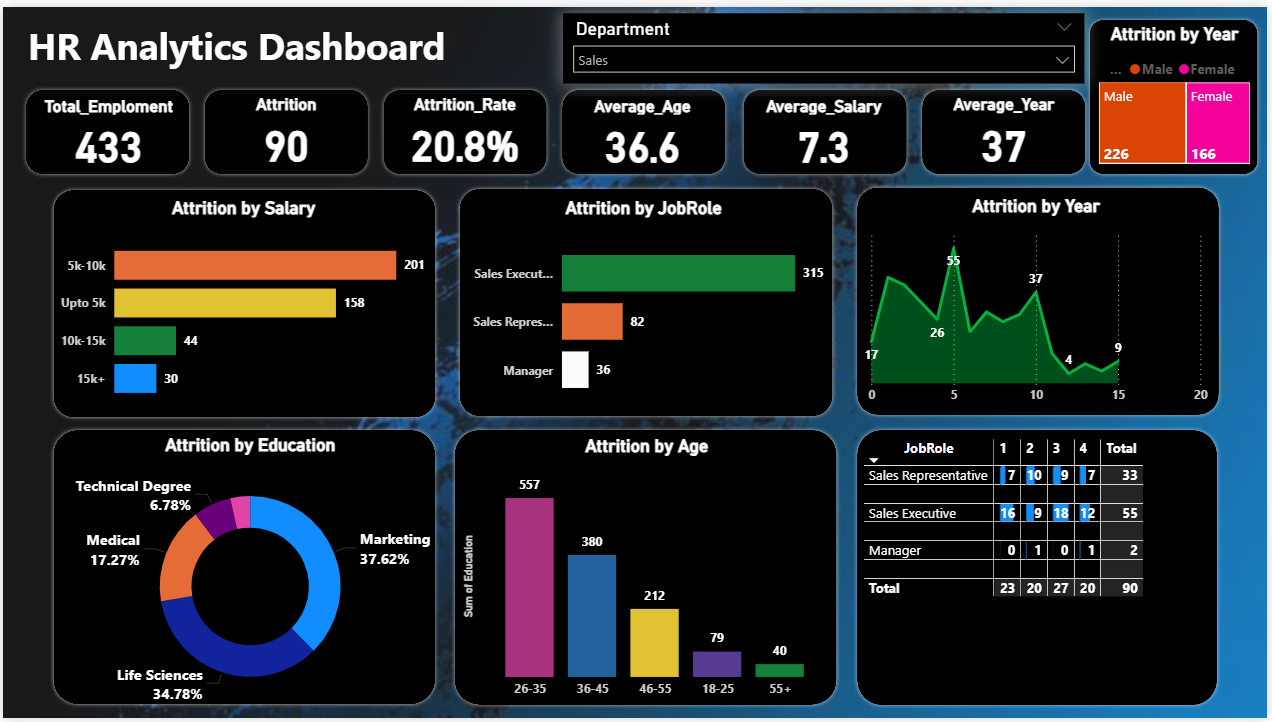 HR Analytics Dashboard
Department
Sales
Attrition by Year
... Male Female
Male
Female
226
166
Total_Emploment
433
Attrition
90
Attrition_Rate
20.8%
Average_Age
36.6
Average_Salary
7.3
Average_Year
37
Attrition by Salary
5k-10k
201
Upto 5k
158
10k-15k
44
15k+
30
Attrition by JobRole
Sales Execut...
315
Sales Repres...
82
Manager
36
Attrition by Year
17
26
55
37
4
9
0 5 10 15 20
Attrition by Education
Technical Degree
6.78%
Medical
17.27%
Marketing
37.62%
Life Sciences
34.78%
Attrition by Age
Sum of Education
557
380
212
79
40
26-35 36-45 46-55 18-25 55+
JobRole 1 2 3 4 Total
Sales Representative 7 10 9 7 33
Sales Executive 16 9 18 12 55
Manager 0 1 0 1 2
Total 23 20 27 20 90